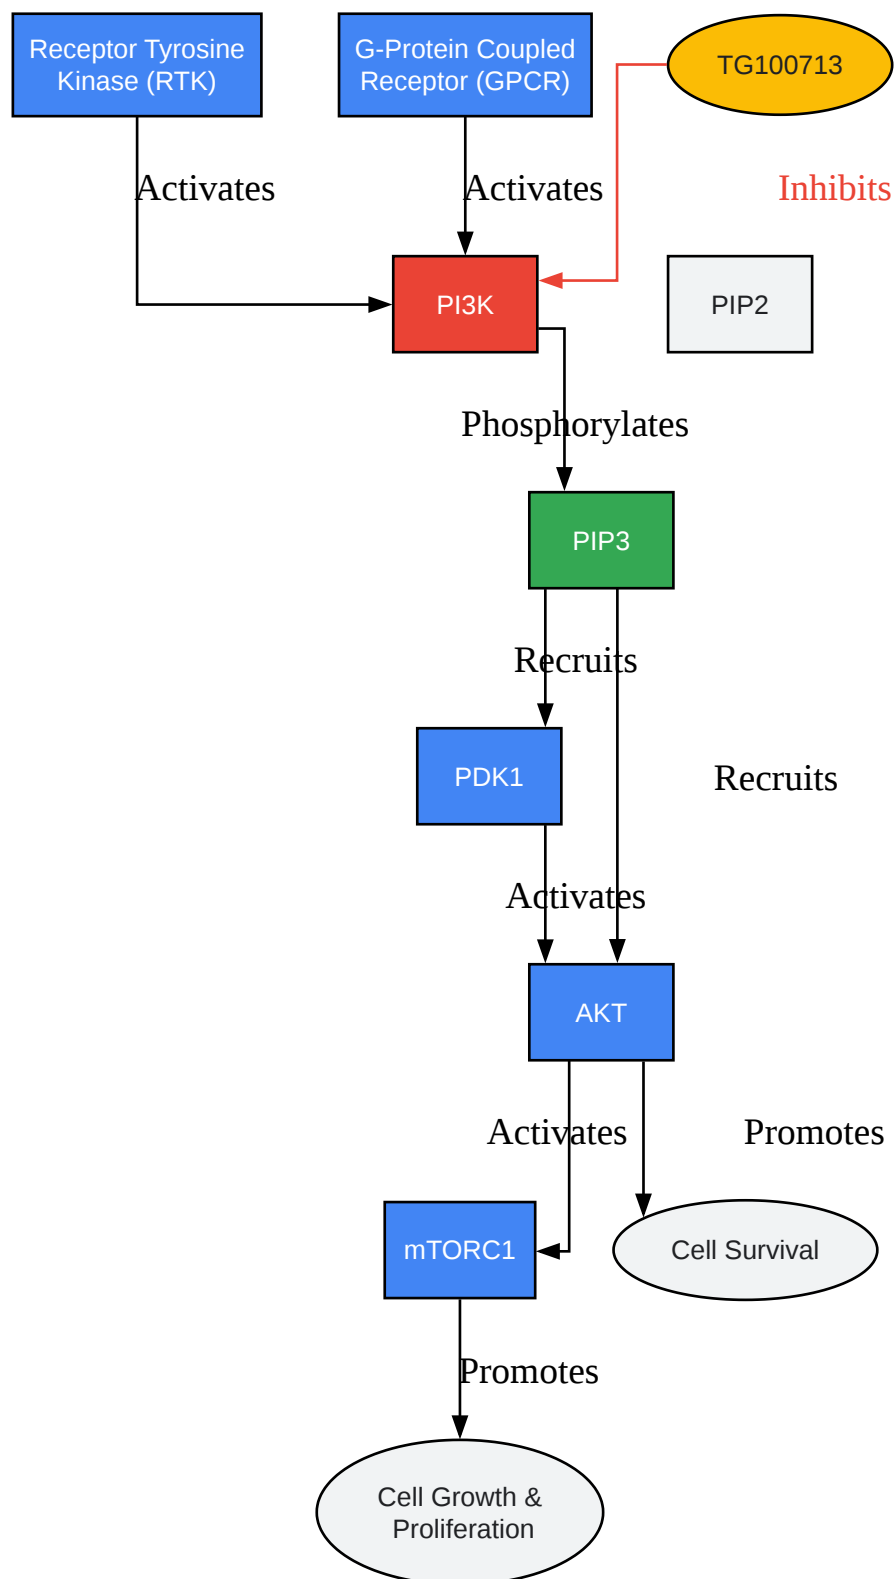 Receptor Tyrosine
Kinase (RTK)
G-Protein Coupled
Receptor (GPCR)
TG100713
Activates
Activates
Inhibits
PI3K
PIP2
Phosphorylates
PIP3
Recruits
PDK1
Recruits
Activates
AKT
Activates
Promotes
mTORC1
Cell Survival
Promotes
Cell Growth &
Proliferation